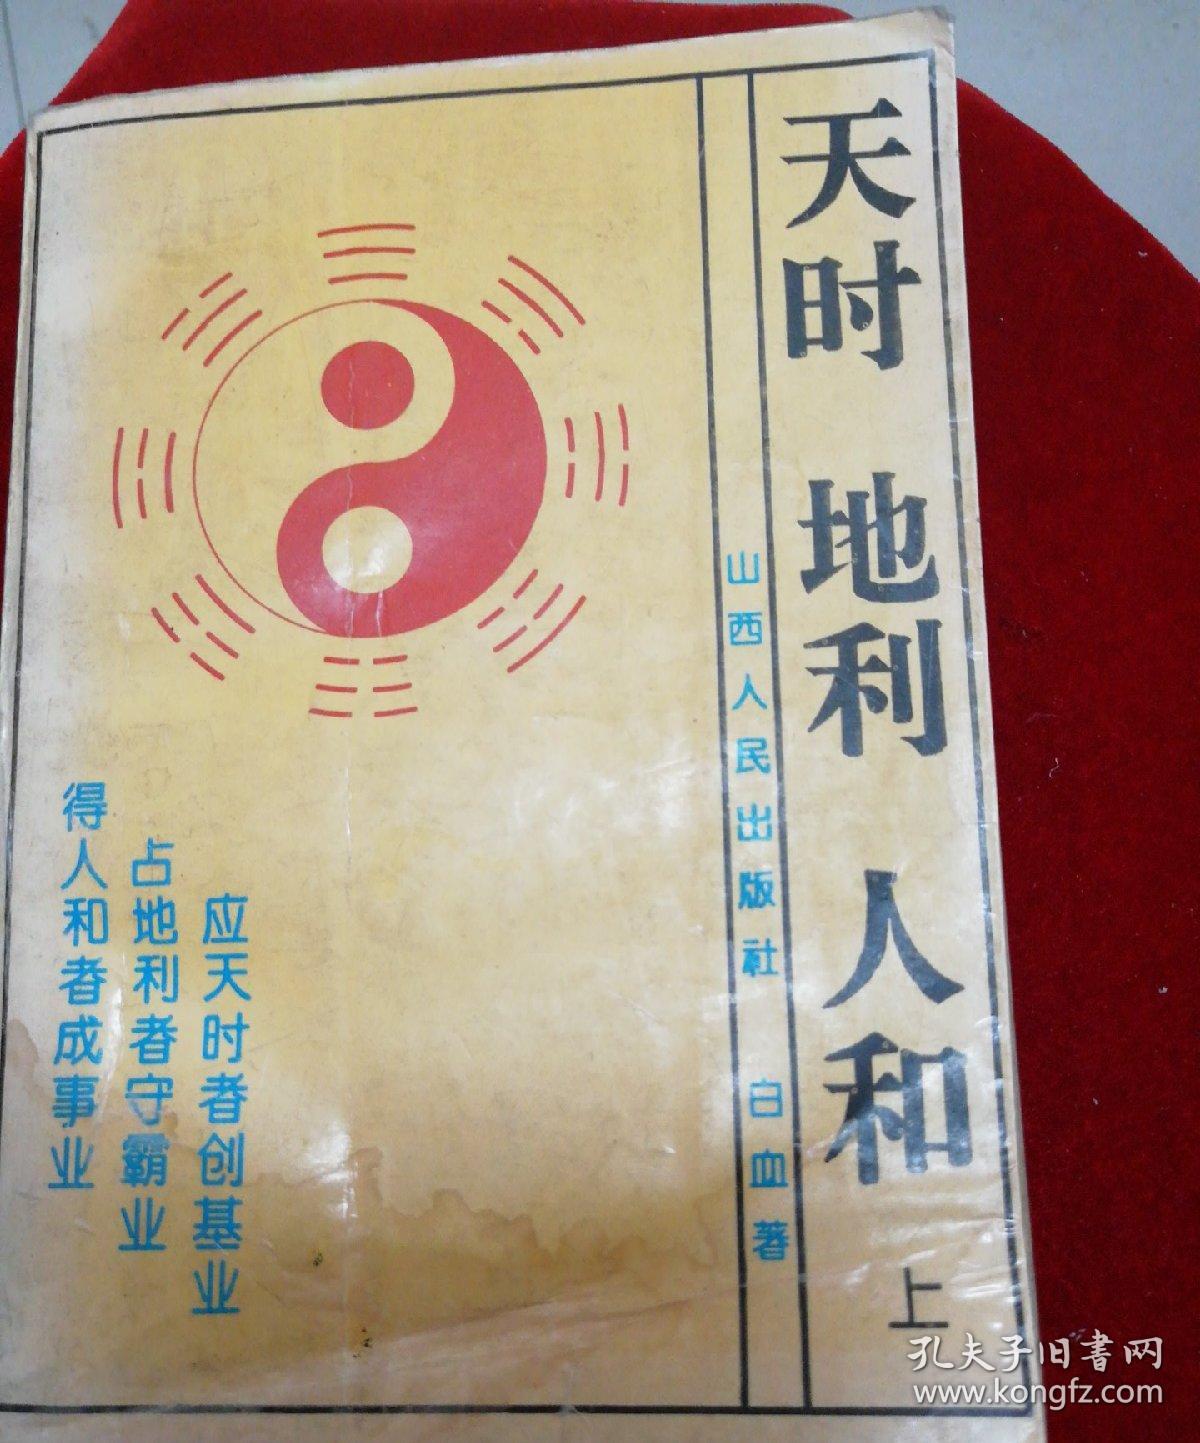 天时 地利 人和 上
山西人民出版社 白血著
应天时者创基业
占地利者守霸业
得人和者成事业
孔夫子旧書网
www.kongfz.com